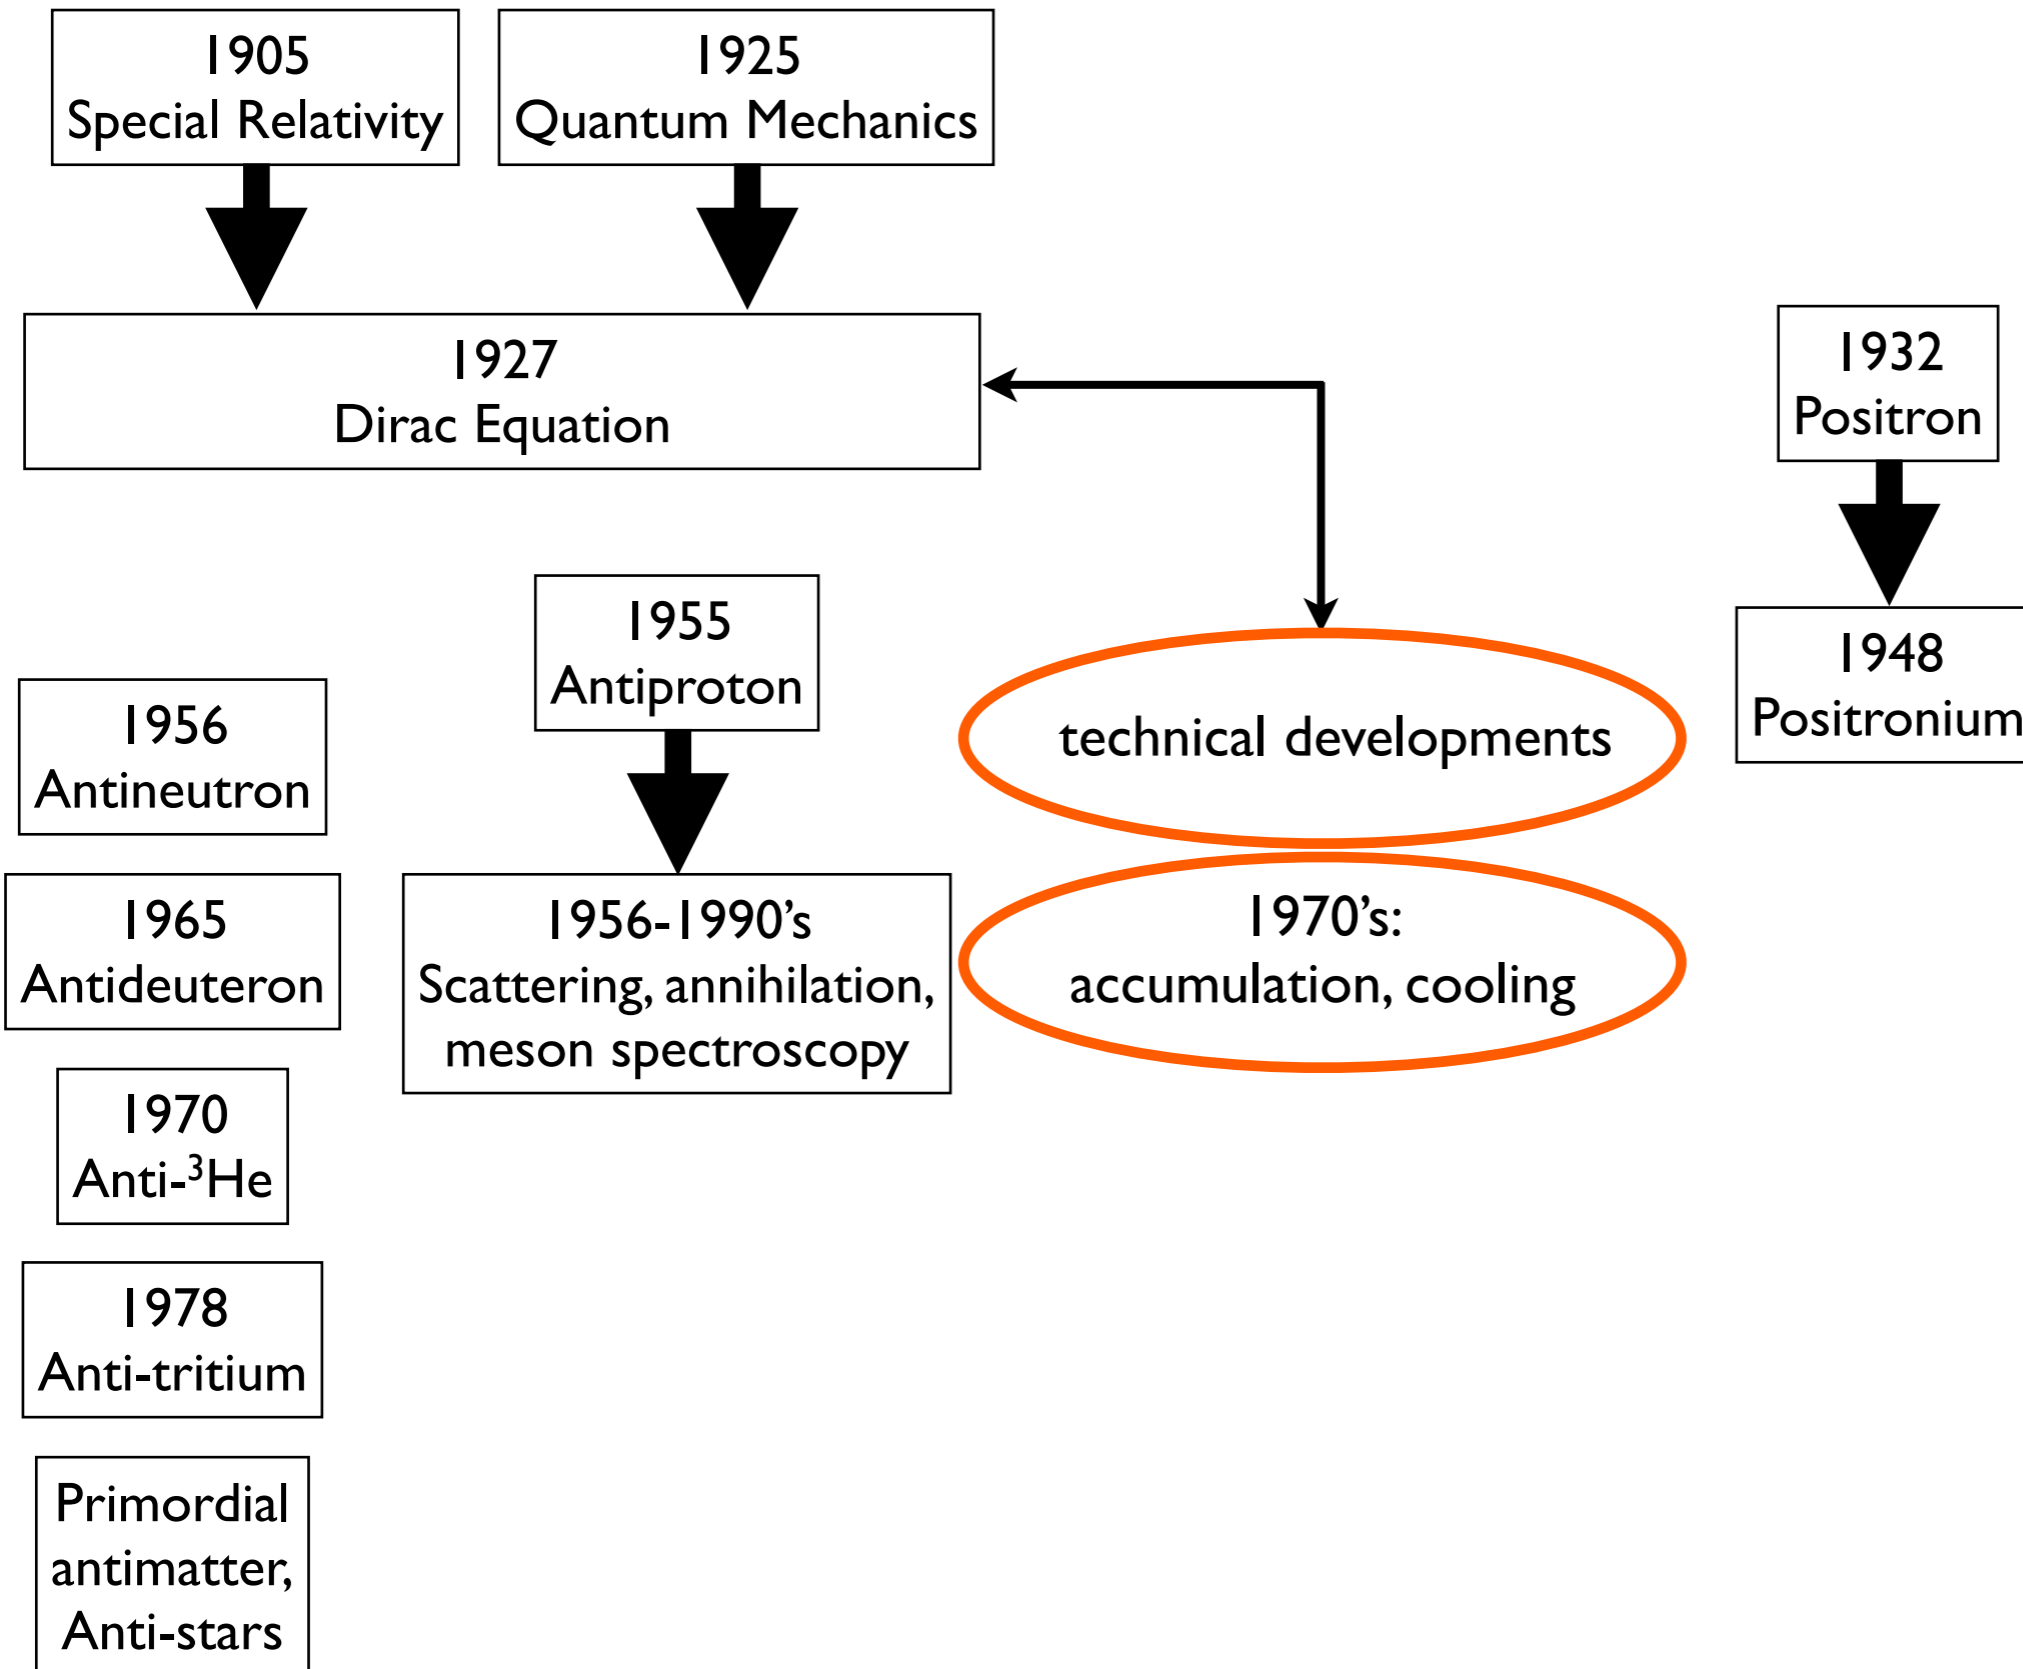 1905
Special Relativity
1925
Quantum Mechanics
1927
Dirac Equation
1932
Positron
1948
Positronium
1955
Antiproton
technical developments
1956
Antineutron
1965
Antideuteron
1956-1990’s
Scattering, annihilation,
meson spectroscopy
1970’s:
accumulation, cooling
1970
Anti-³He
1978
Anti-tritium
Primordial
antimatter,
Anti-stars